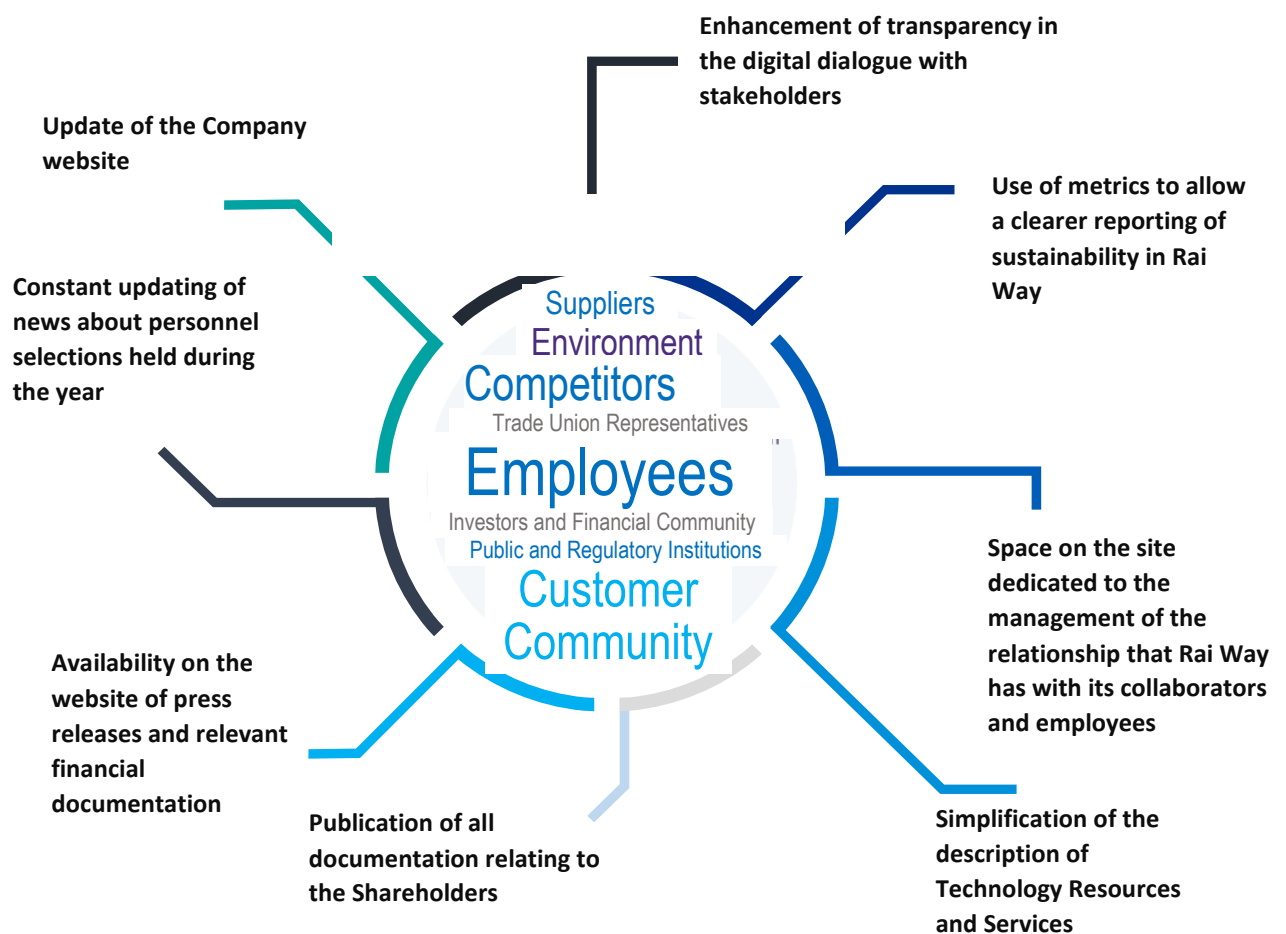 Enhancement of transparency in
the digital dialogue with
stakeholders
Update of the Company
website
Use of metrics to allow
a clearer reporting of
sustainability in Rai
Way
Constant updating of
news about personnel
selections held during
the year
Suppliers
Environment
Competitors
Trade Union Representatives
Employees
Investors and Financial Community
Public and Regulatory Institutions
Customer
Community
Space on the site
dedicated to the
management of the
relationship that Rai Way
has with its collaborators
and employees
Availability on the
website of press
releases and relevant
financial
documentation
Publication of all
documentation relating to
the Shareholders
Simplification of the
description of
Technology Resources
and Services